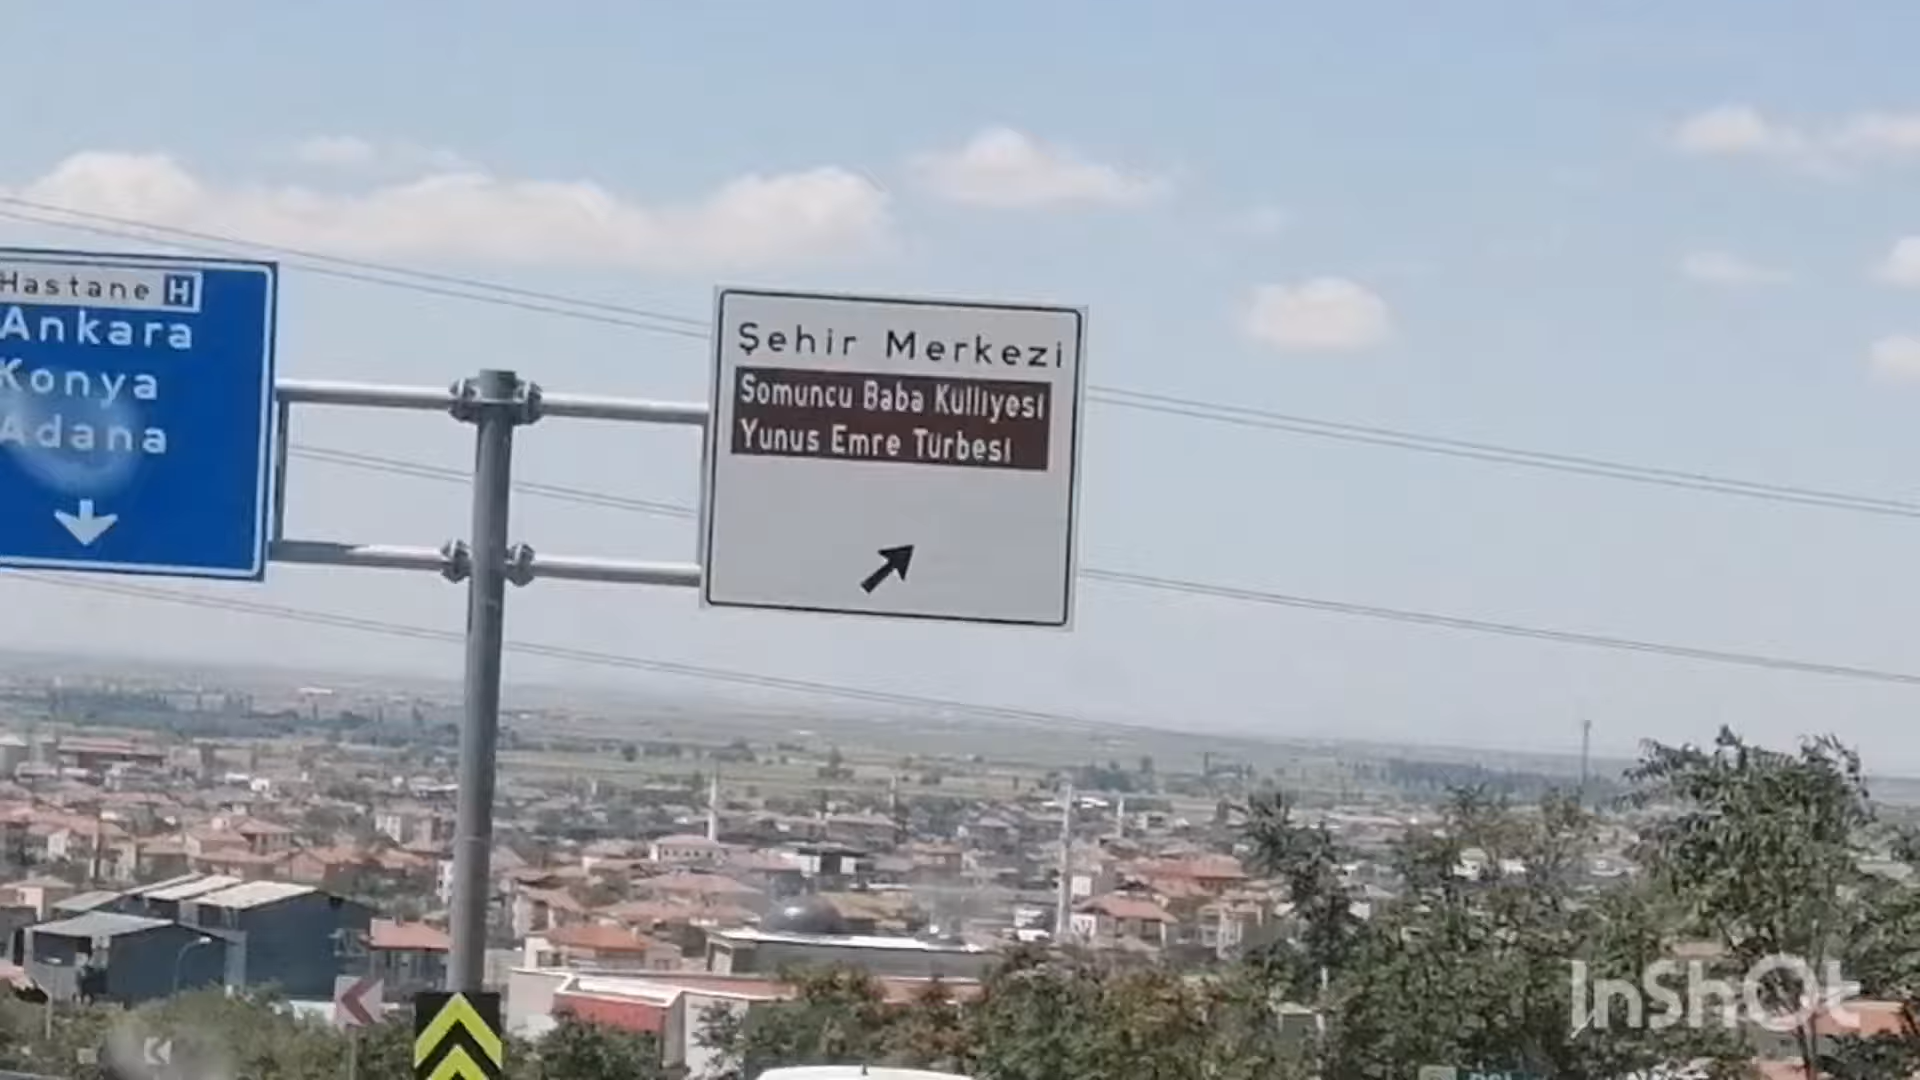 Hastane H
Ankara
Konya
Adana
Şehir Merkezi
Somuncu Baba Külliyesi
Yunus Emre Türbesi
InShOt